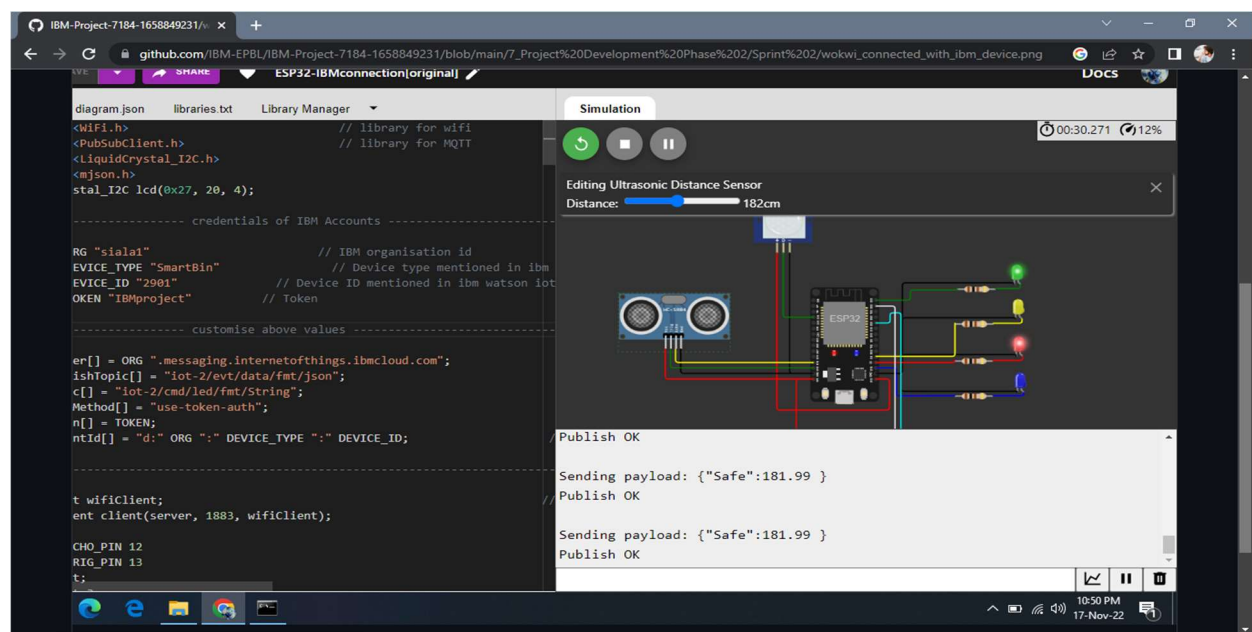 IBM-Project-7184-1658849231/w
github.com/IBM-EPBL/IBM-Project-7184-1658849231/blob/main/7_Project%20Development%20Phase%202/Sprint%202/wokwi_connected_with_ibm_device.png
SHARE
ESP32-IBMconnection[original]
Docs
diagram.json libraries.txt Library Manager
<WiFi.h> // library for wifi
<PubSubClient.h> // library for MQTT
<LiquidCrystal_I2C.h>
<mjson.h>
stal_I2C lcd(0x27, 20, 4);
---------------- credentials of IBM Accounts ------------------------
RG "siala1" // IBM organisation id
EVICE_TYPE "SmartBin" // Device type mentioned in ibm
EVICE_ID "2901" // Device ID mentioned in ibm watson iot
OKEN "IBMproject" // Token
---------------- customise above values -----------------------------
er[] = ORG ".messaging.internetofthings.ibmcloud.com";
ishTopic[] = "iot-2/evt/data/fmt/json";
c[] = "iot-2/cmd/led/fmt/String";
Method[] = "use-token-auth";
n[] = TOKEN;
ntId[] = "d:" ORG ":" DEVICE_TYPE ":" DEVICE_ID; /
---------------------------------------------------------------------
t wifiClient; //
ent client(server, 1883, wifiClient);
CHO_PIN 12
RIG_PIN 13
t;
Simulation
00:30.271 12%
Editing Ultrasonic Distance Sensor
Distance: 182cm
ESP32
Publish OK
Sending payload: {"Safe":181.99 }
Publish OK
Sending payload: {"Safe":181.99 }
Publish OK
10:50 PM
17-Nov-22
1